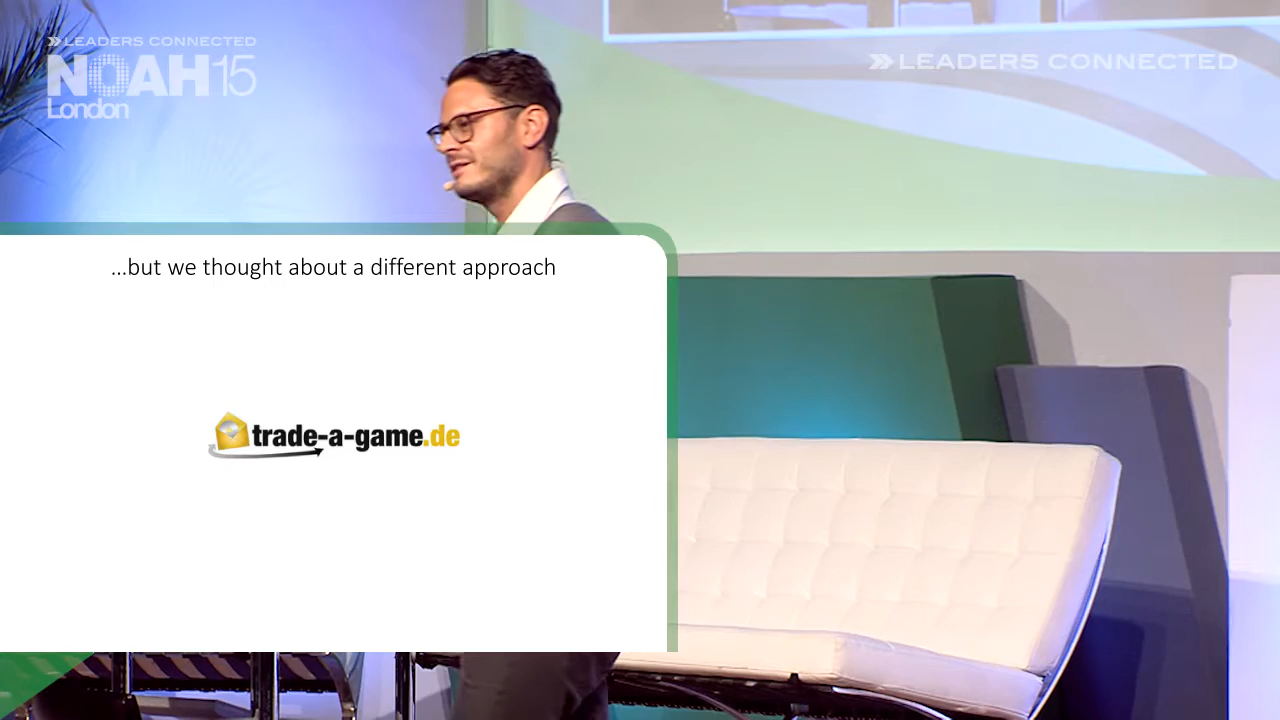 LEADERS CONNECTED
NOAH15
London
LEADERS CONNECTED
...but we thought about a different approach
trade-a-game.de